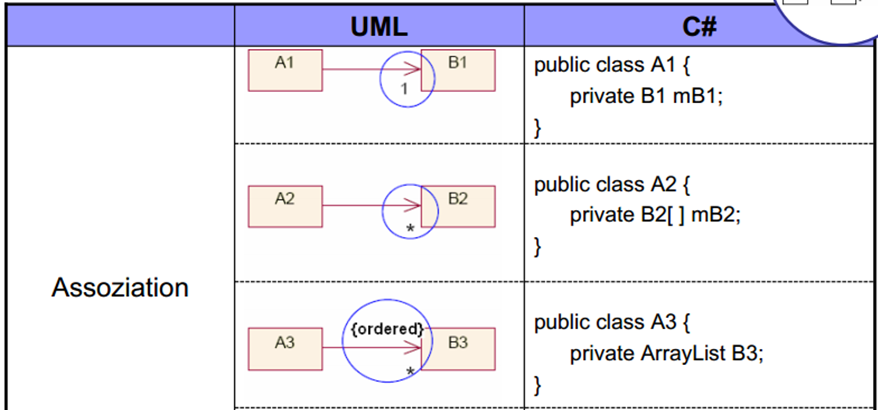 UML
C#
A1
B1
1
public class A1 {
private B1 mB1;
}
A2
B2
*
public class A2 {
private B2[ ] mB2;
}
Assoziation
{ordered}
A3
B3
*
public class A3 {
private ArrayList B3;
}